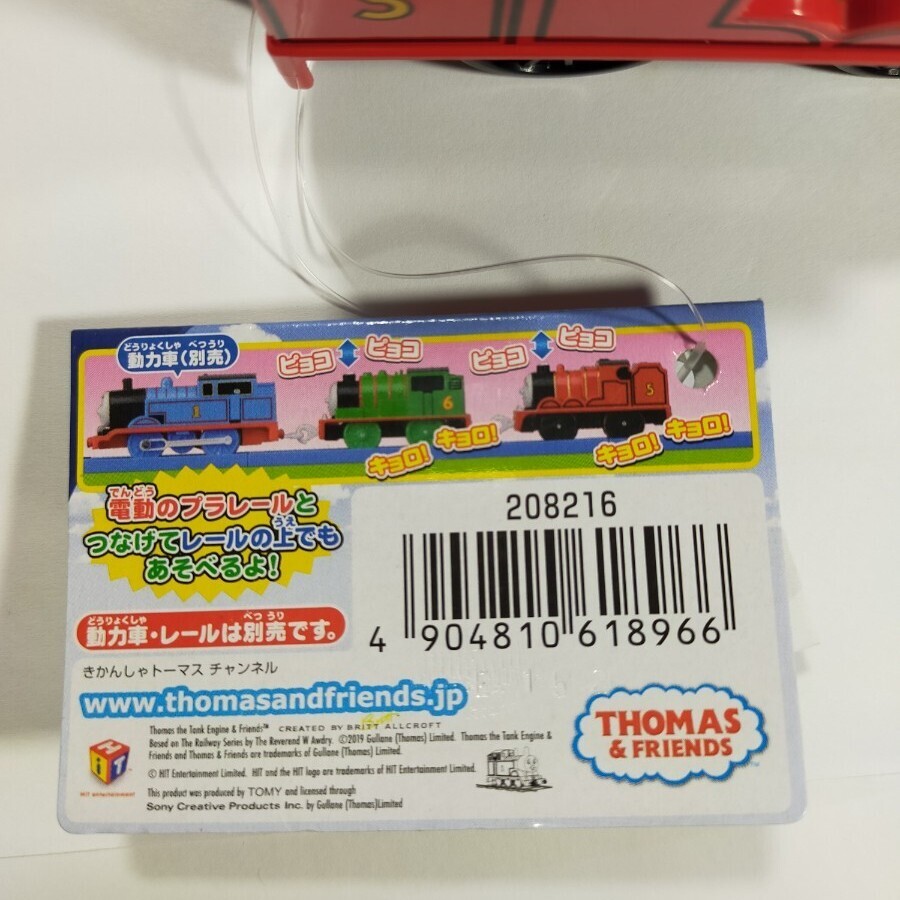 5
どうりょくしゃ べつうり
動力車(別売)
ピョコ ピョコ
ピョコ ピョコ
1
6
5
キョロ! キョロ!
キョロ! キョロ!
でんどう
電動のプラレールと
うえ
つなげてレールの上でも
あそべるよ!
208216
4 904810 618966
どうりょくしゃ べつ うり
動力車・レールは別売です。
きかんしゃトーマス チャンネル
www.thomasandfriends.jp
Thomas the Tank Engine & Friends™ CREATED BY BRITT ALLCROFT
Based on The Railway Series by The Reverend W Awdry. ©2019 Gullane (Thomas) Limited. Thomas the Tank Engine &
Friends and Thomas & Friends are trademarks of Gullane (Thomas) Limited.
© HIT Entertainment Limited. HIT and the HIT logo are trademarks of HIT Entertainment Limited.
This product was produced by TOMY and licensed through
Sony Creative Products Inc. by Gullane (Thomas)Limited
HiT
HiT entertainment
THOMAS
& FRIENDS™